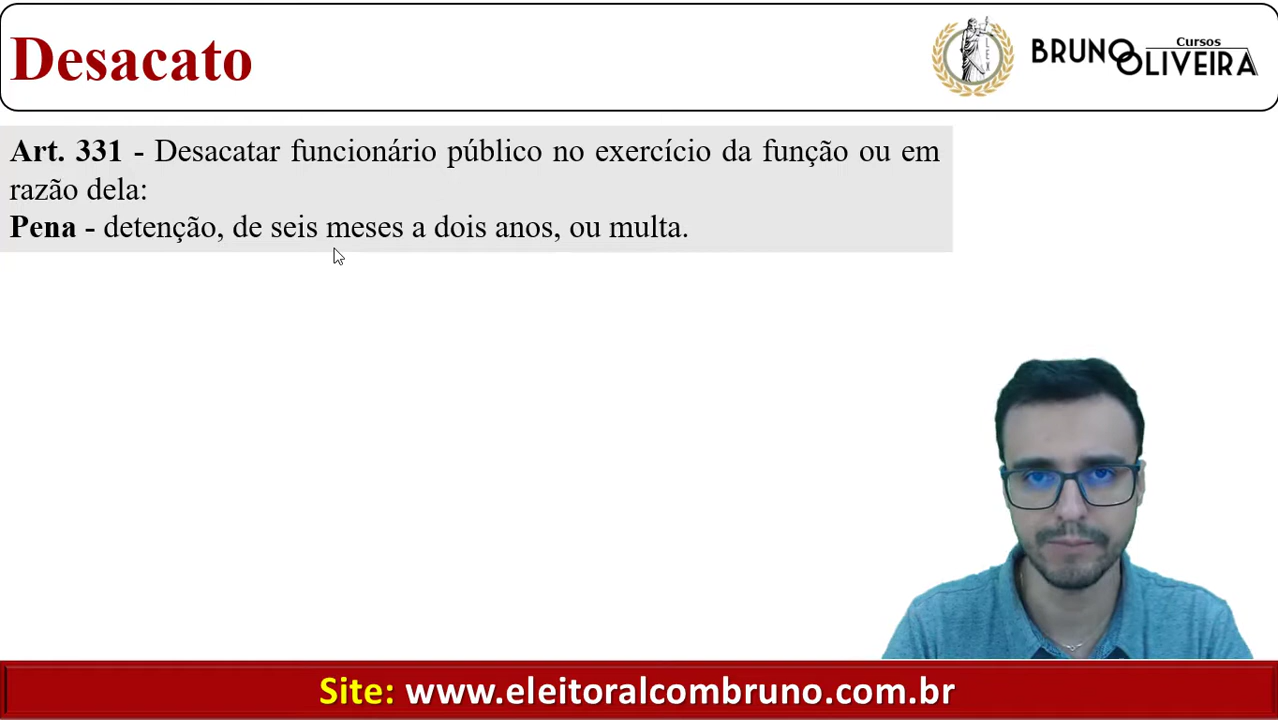 Desacato
Cursos
BRUNO
OLIVEIRA
LEX
Art. 331 - Desacatar funcionário público no exercício da função ou em
razão dela:
Pena - detenção, de seis meses a dois anos, ou multa.
Site: www.eleitoralcombruno.com.br